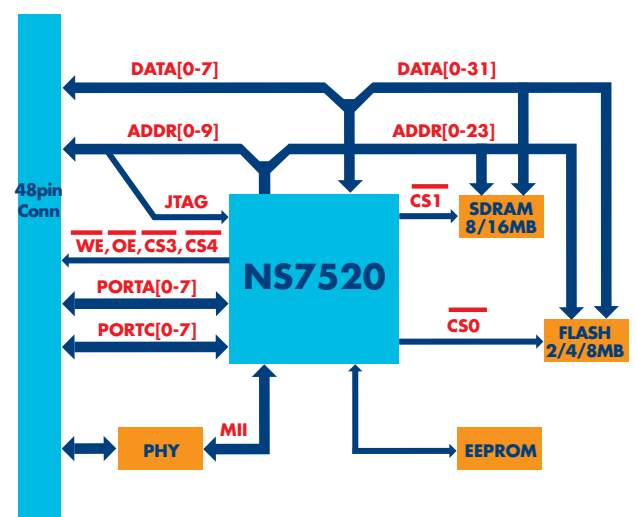 DATA[0-7]
DATA[0-31]
ADDR[0-9]
ADDR[0-23]
48pin
Conn
JTAG
CS1
SDRAM
8/16MB
WE, OE, CS3, CS4
NS7520
PORTA[0-7]
PORTC[0-7]
CS0
FLASH
2/4/8MB
MII
PHY
EEPROM